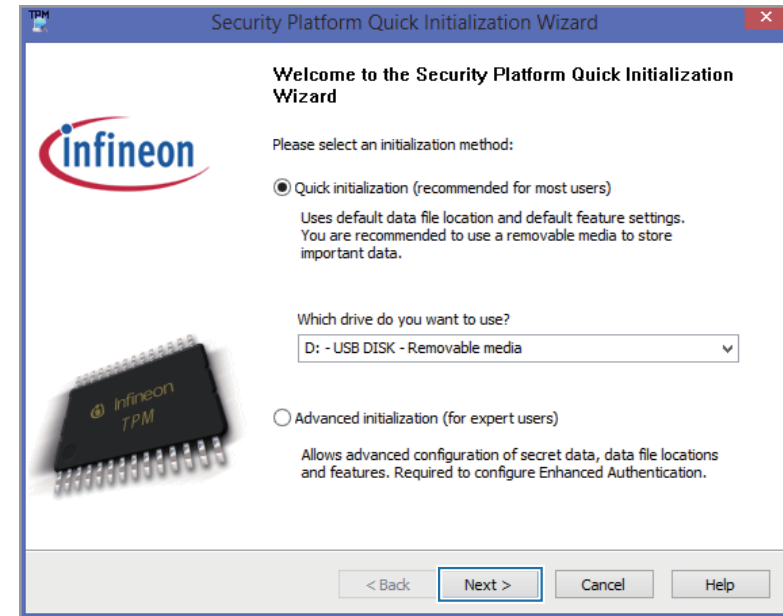 TPM
Security Platform Quick Initialization Wizard
Welcome to the Security Platform Quick Initialization
Wizard
infineon
Please select an initialization method:
Quick initialization (recommended for most users)
Uses default data file location and default feature settings.
You are recommended to use a removable media to store
important data.
Which drive do you want to use?
D: - USB DISK - Removable media
Infineon
TPM
Advanced initialization (for expert users)
Allows advanced configuration of secret data, data file locations
and features. Required to configure Enhanced Authentication.
< Back
Next >
Cancel
Help